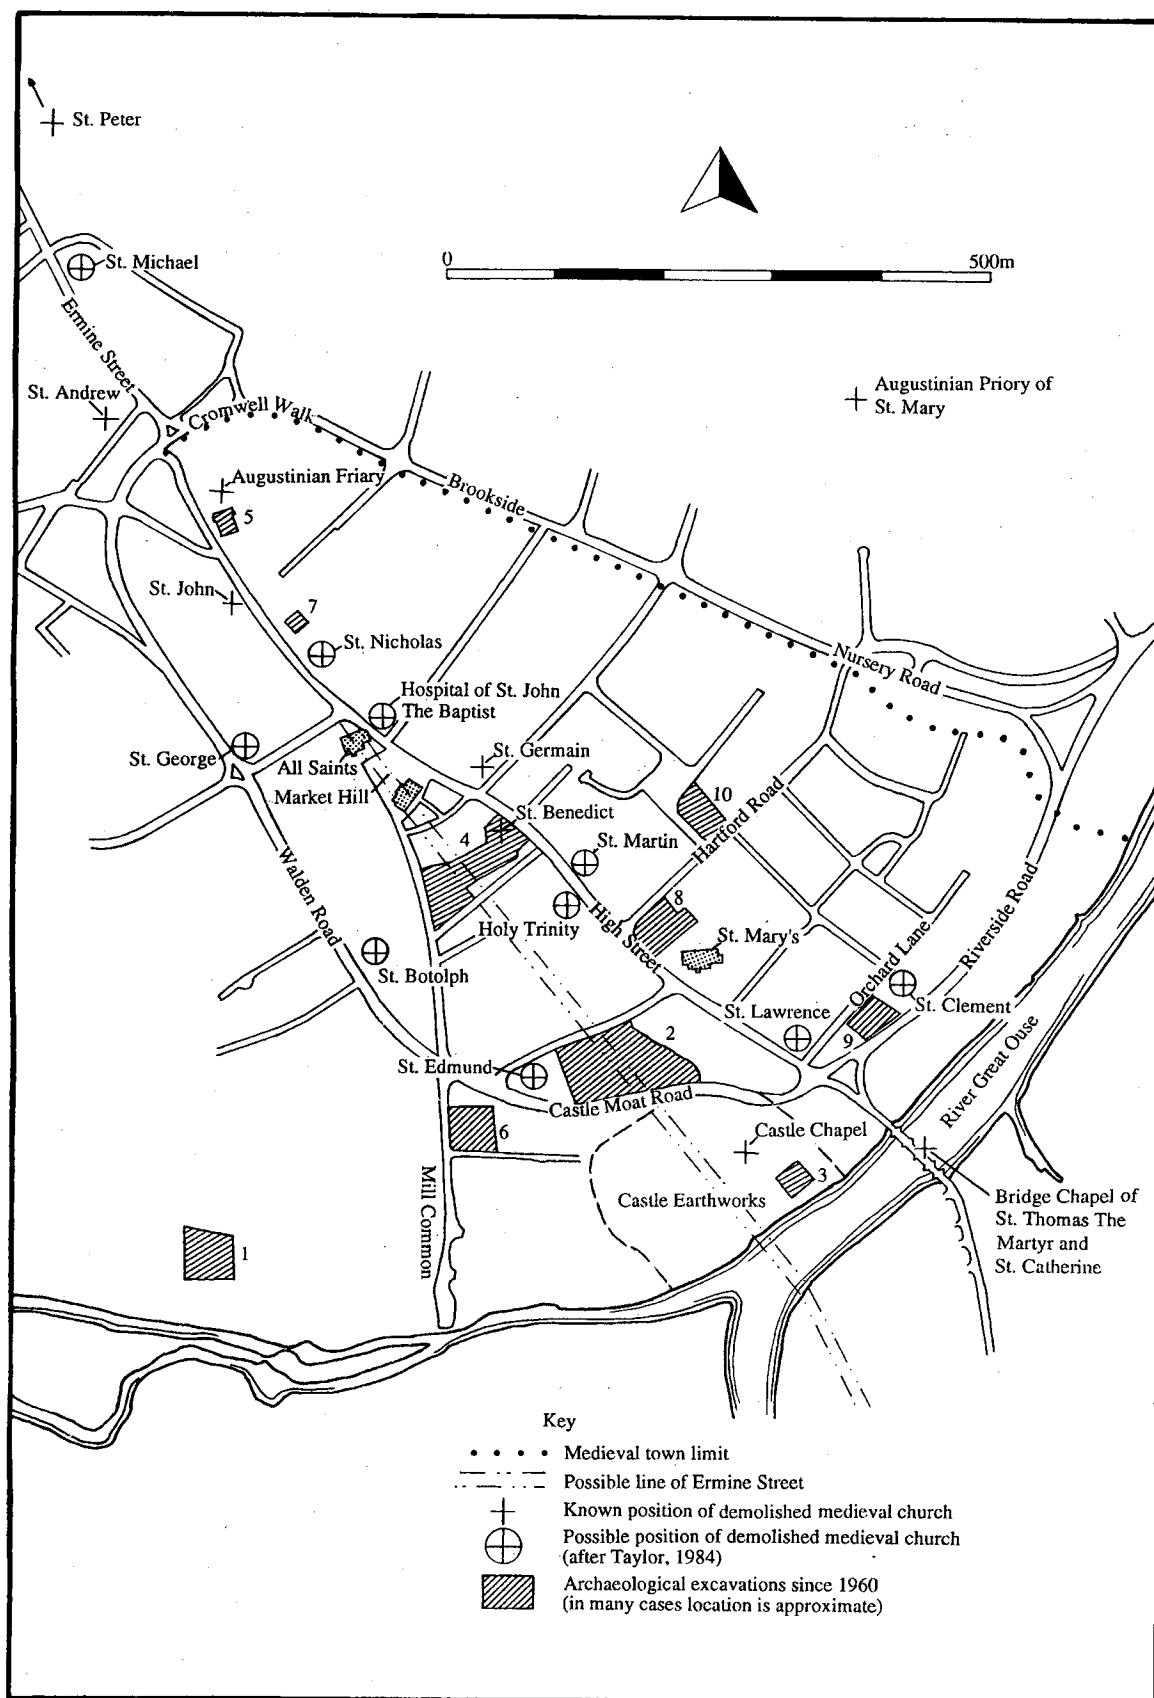 St. Peter
0
500m
St. Michael
Ermine Street
St. Andrew
Cromwell Walk
Augustinian Priory of
St. Mary
Augustinian Friary
Brookside
5
St. John
7
St. Nicholas
Nursery Road
Hospital of St. John
The Baptist
St. George
All Saints
Market Hill
St. Germain
10
Hartford Road
St. Benedict
4
St. Martin
Walden Road
8
Holy Trinity
High Street
St. Mary's
Orchard Lane
Riverside Road
St. Botolph
St. Clement
St. Lawrence
2
9
St. Edmund
Castle Moat Road
River Great Ouse
6
Castle Chapel
3
Mill Common
Castle Earthworks
Bridge Chapel of
St. Thomas The
Martyr and
St. Catherine
1
Key
Medieval town limit
Possible line of Ermine Street
Known position of demolished medieval church
Possible position of demolished medieval church
(after Taylor, 1984)
Archaeological excavations since 1960
(in many cases location is approximate)